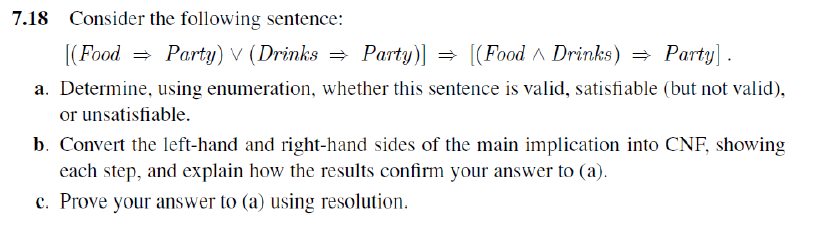 7.18 Consider the following sentence:
[(Food ⇒ Party) ∨ (Drinks ⇒ Party)] ⇒ [(Food ∧ Drinks) ⇒ Party] .
a. Determine, using enumeration, whether this sentence is valid, satisfiable (but not valid),
or unsatisfiable.
b. Convert the left-hand and right-hand sides of the main implication into CNF, showing
each step, and explain how the results confirm your answer to (a).
c. Prove your answer to (a) using resolution.